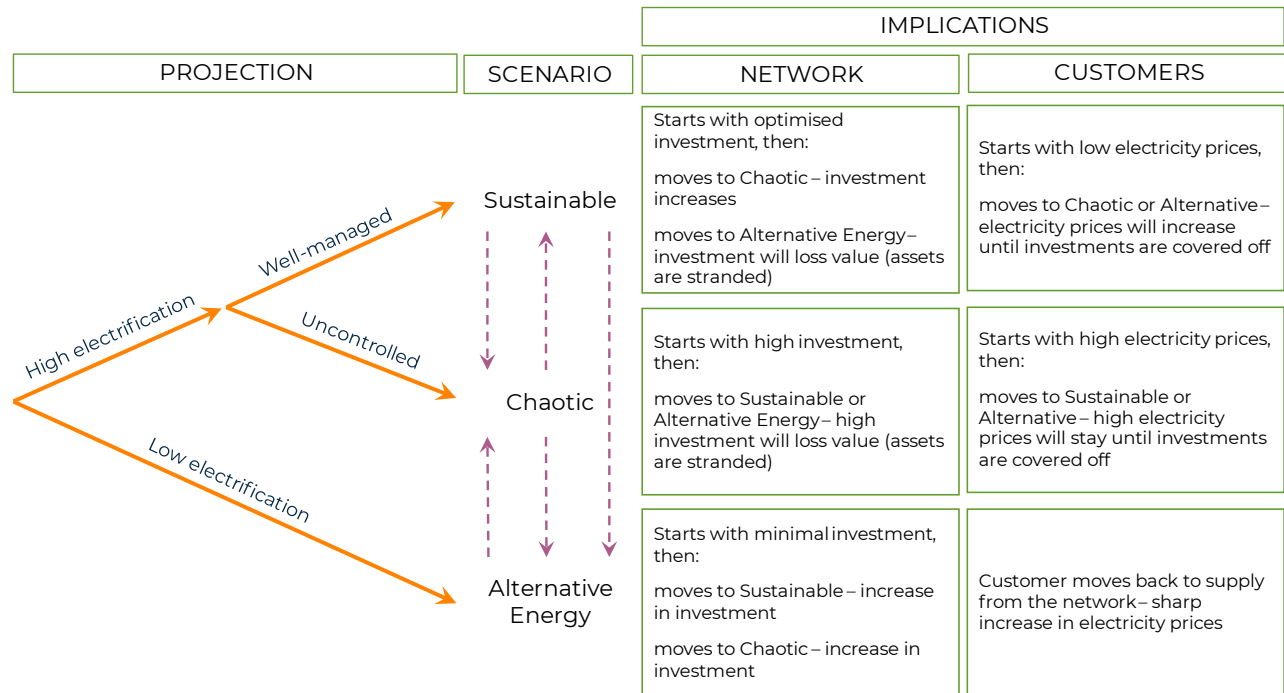 IMPLICATIONS
PROJECTION
SCENARIO
NETWORK
CUSTOMERS
High electrification
Well-managed
Uncontrolled
Low electrification
Sustainable
Starts with optimised
investment, then:
moves to Chaotic – investment
increases
moves to Alternative Energy –
investment will loss value (assets
are stranded)
Starts with low electricity prices,
then:
moves to Chaotic or Alternative –
electricity prices will increase
until investments are covered off
Chaotic
Starts with high investment,
then:
moves to Sustainable or
Alternative Energy – high
investment will loss value (assets
are stranded)
Starts with high electricity prices,
then:
moves to Sustainable or
Alternative – high electricity
prices will stay until investments
are covered off
Alternative
Energy
Starts with minimal investment,
then:
moves to Sustainable – increase
in investment
moves to Chaotic – increase in
investment
Customer moves back to supply
from the network – sharp
increase in electricity prices